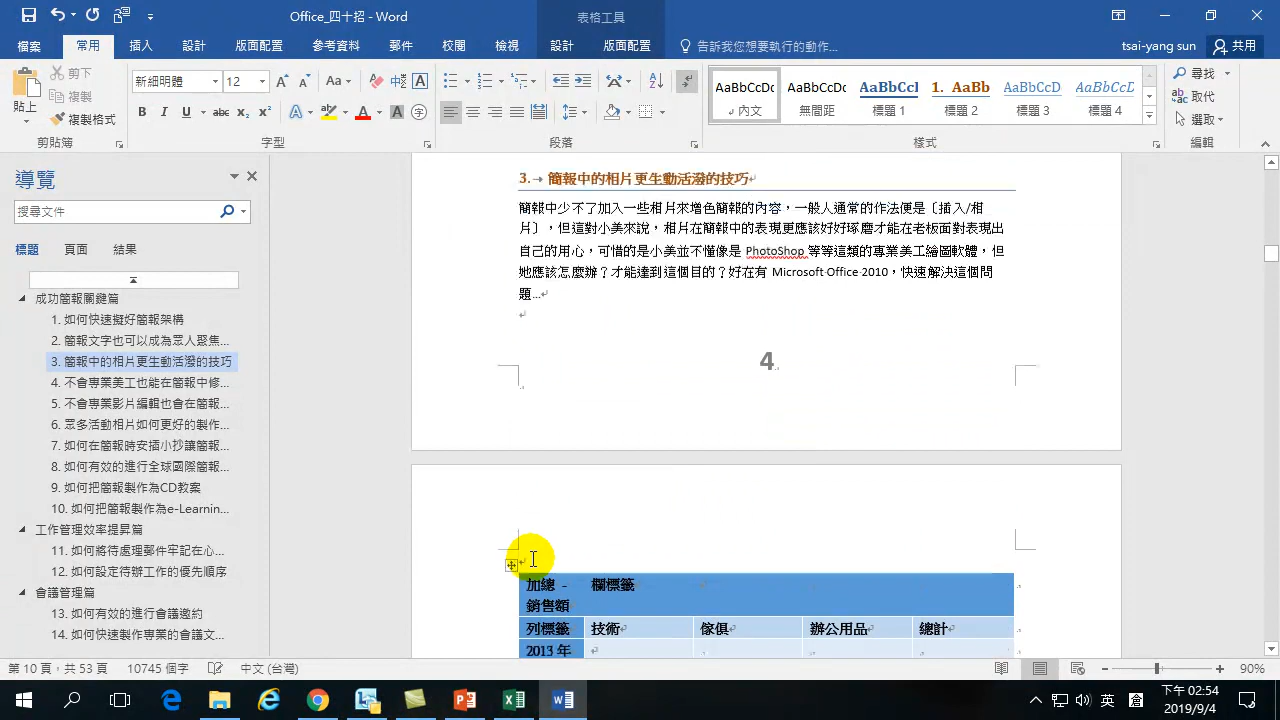 Office_四十招 - Word
表格工具
檔案 常用 插入 設計 版面配置 參考資料 郵件 校閱 檢視 設計 版面配置 告訴我您想要執行的動作... tsai-yang sun 共用
貼上
剪下
複製
複製格式
新細明體 12
AaBbCcDc AaBbCcDc AaBbCcI 1. AaBb AaBbCcD AaBbCcD
內文 無間距 標題 1 標題 2 標題 3 標題 4
尋找
取代
選取
剪貼簿 字型 段落 樣式 編輯
導覽
搜尋文件
標題 頁面 結果
成功簡報關鍵篇
1. 如何快速擬好簡報架構
2. 簡報文字也可以成為眾人聚焦...
3. 簡報中的相片更生動活潑的技巧
4. 不會專業美工也能在簡報中修...
5. 不會專業影片編輯也會在簡報...
6. 眾多活動相片如何更好的製作...
7. 如何在簡報時安插小抄讓簡報...
8. 如何有效的進行全球國際簡報...
9. 如何把簡報製作為CD教案
10. 如何把簡報製作為e-Learnin...
工作管理效率提昇篇
11. 如何將待處理郵件牢記在心...
12. 如何設定待辦工作的優先順序
會議管理篇
13. 如何有效的進行會議邀約
14. 如何快速製作專業的會議文...
3. 簡報中的相片更生動活潑的技巧
簡報中少不了加入一些相片來增色簡報的內容，一般人通常的作法便是〔插入/相
片〕，但這對小美來說，相片在簡報中的表現更應該好好琢磨才能在老板面對表現出
自己的用心，可惜的是小美並不懂像是 PhotoShop 等等這類的專業美工繪圖軟體，但
她應該怎麼辦？才能達到這個目的？好在有 Microsoft Office 2010，快速解決這個問
題…
4
加總 - 欄標籤
銷售額
列標籤 技術 傢俱 辦公用品 總計
2013 年
第 10 頁，共 53 頁 10745 個字 中文 (台灣) 90%
英
下午 02:54
2019/9/4